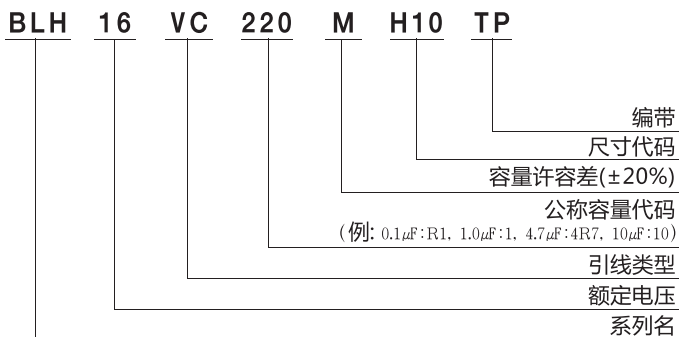 BLH 16 VC 220 M H10 TP
编带
尺寸代码
容量许容差(±20%)
公称容量代码
(例: 0.1μF:R1, 1.0μF:1, 4.7μF:4R7, 10μF:10)
引线类型
额定电压
系列名